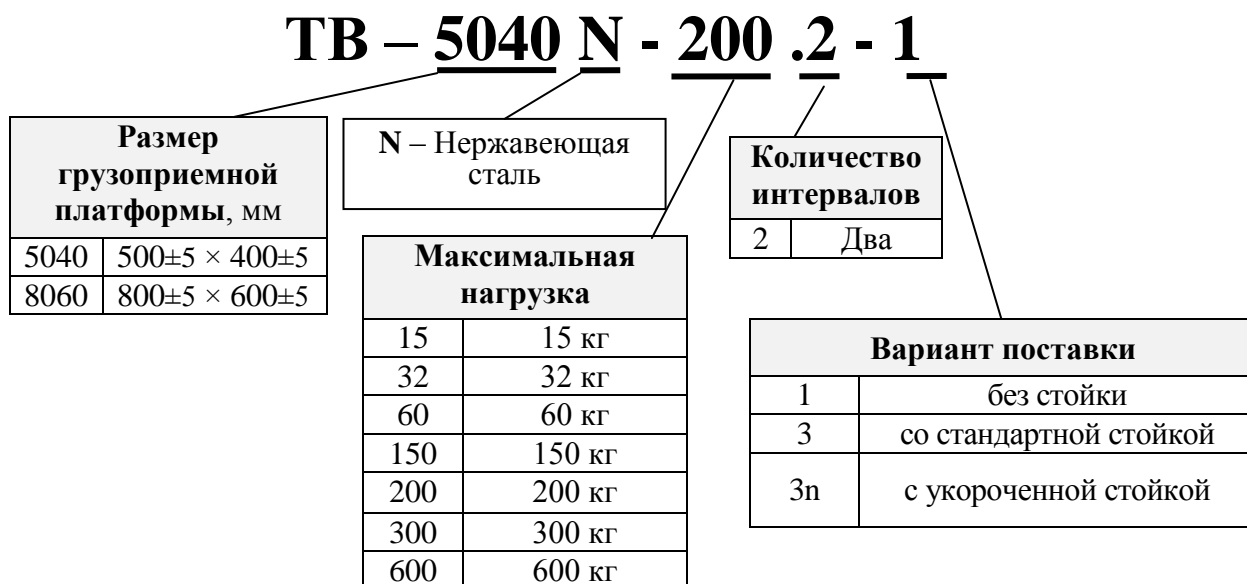 ТВ – 5040 N - 200 .2 - 1
Размер
грузоприемной
платформы, мм
5040 500±5 × 400±5
8060 800±5 × 600±5
N – Нержавеющая
сталь
Максимальная
нагрузка
15 15 кг
32 32 кг
60 60 кг
150 150 кг
200 200 кг
300 300 кг
600 600 кг
Количество
интервалов
2 Два
Вариант поставки
1 без стойки
3 со стандартной стойкой
3n с укороченной стойкой